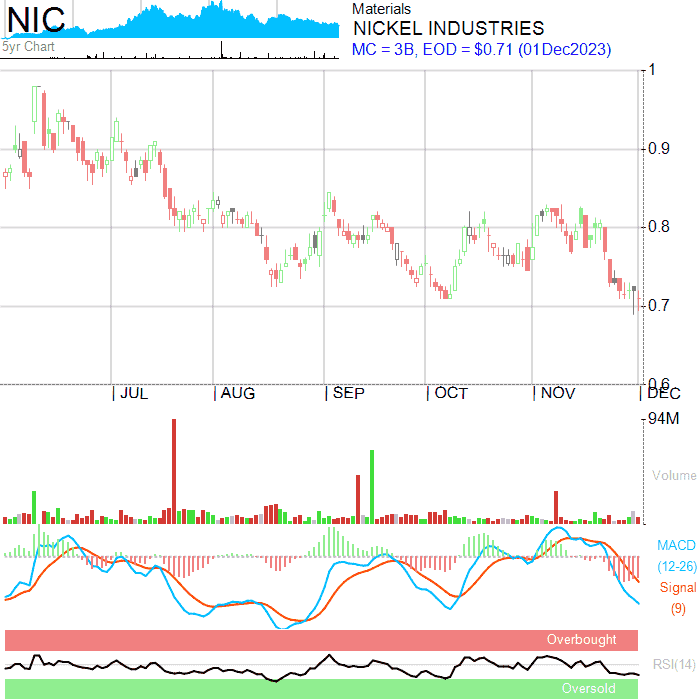 NIC
5yr Chart
Materials
NICKEL INDUSTRIES
MC = 3B, EOD = $0.71 (01Dec2023)
1
0.9
0.8
0.7
0.6
JUL
AUG
SEP
OCT
NOV
DEC
94M
Volume
MACD
(12-26)
Signal
(9)
Overbought
RSI(14)
Oversold